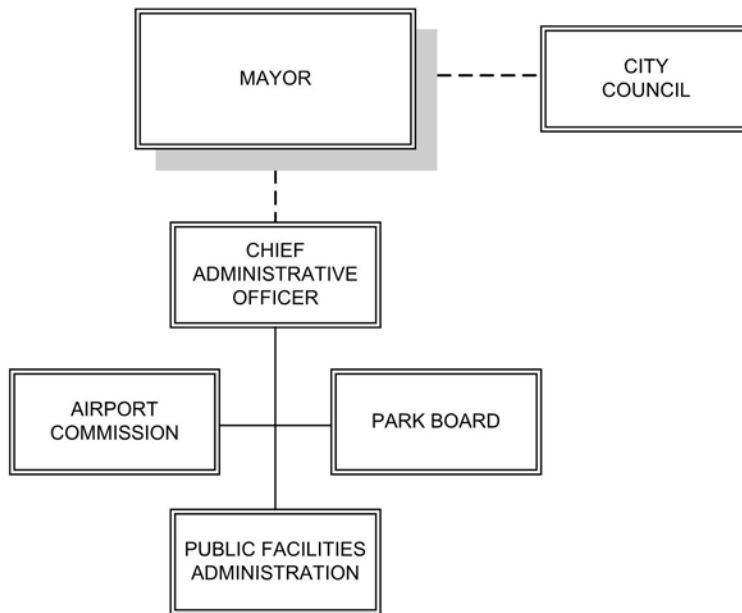 MAYOR
CITY
COUNCIL
CHIEF
ADMINISTRATIVE
OFFICER
AIRPORT
COMMISSION
PARK BOARD
PUBLIC FACILITIES
ADMINISTRATION